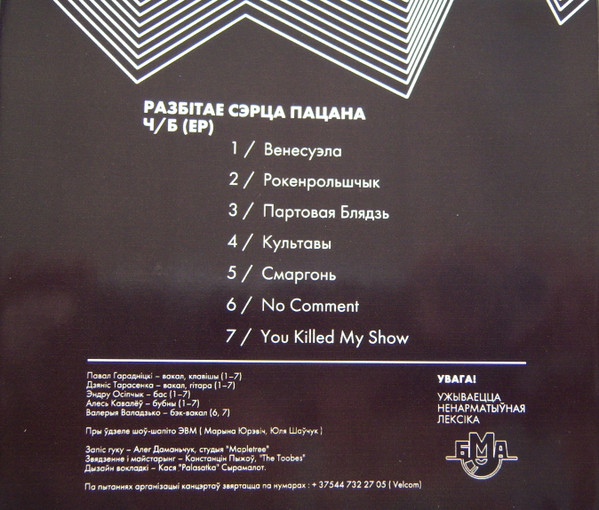 РАЗБІТАЕ СЭРЦА ПАЦАНА
Ч/Б (EP)
1 / Венесуэла
2 / Рокенрольшчык
3 / Партовая Блядзь
4 / Культавы
5 / Смаргонь
6 / No Comment
7 / You Killed My Show
Павал Гарадніцкі – вакал, клавішы (1-7)
Дзяніс Тарасенка – вакал, гітара (1-7)
Эндру Осіпчык – бас (1-7)
Алесь Кавалёў – бубны (1-7)
Валерыя Валадзько – бэк-вакал (6, 7)
Пры ўдзеле шоў-шапіто ЭВМ ( Марына Юрэвіч, Юля Шаўчук )
Запіс гуку – Алег Даманьчук, студыя "Mapletree"
Звядзенне і майстарынг – Канстанцін Пыжоў, "The Toobes"
Дызайн вокладкі – Кася "Palasatka" Сырамалот.
Па пытаннях арганізацыі канцэртаў звяртацца па нумарах : + 37544 732 27 05 ( Velcom)
УВАГА!
УЖЫВАЕЦЦА
НЕНАРМАТЫЎНАЯ
ЛЕКСІКА
БМА